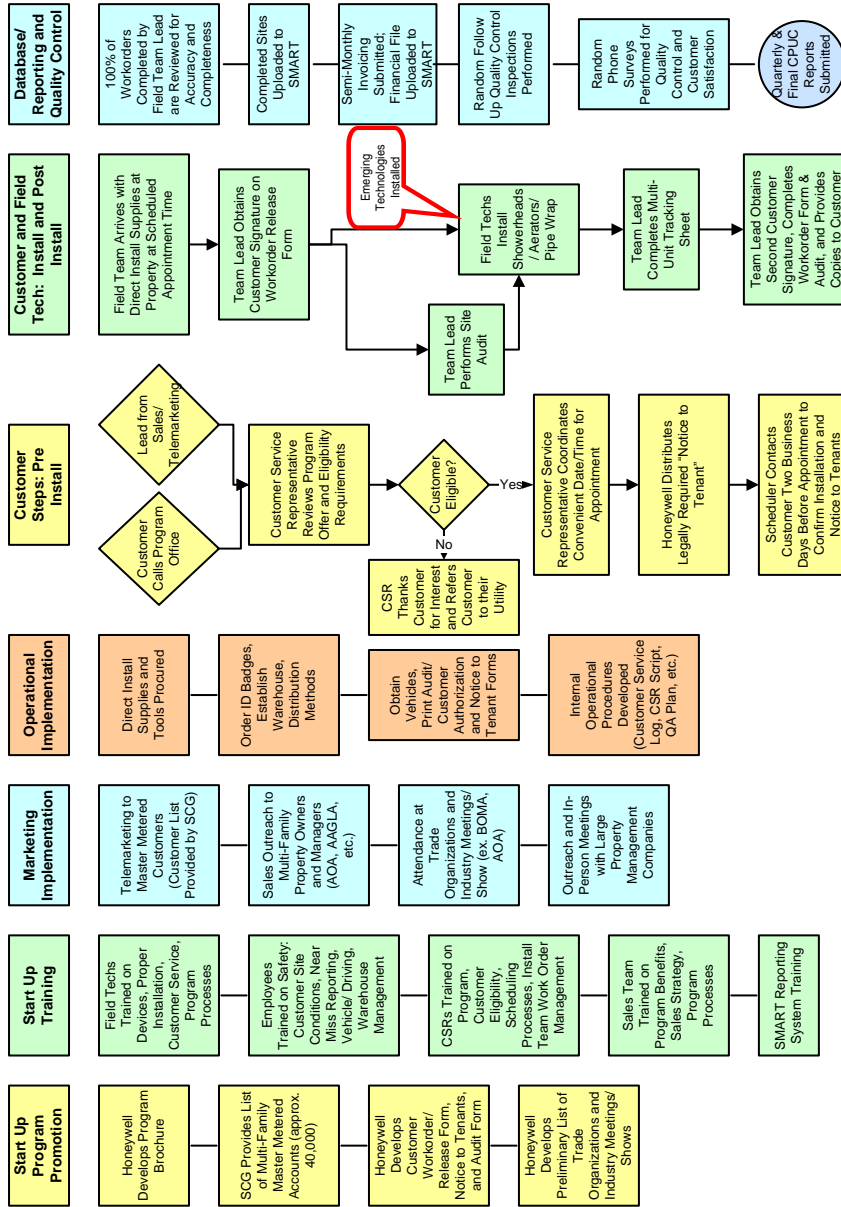 Start Up
Program
Promotion
Honeywell
Develops Program
Brochure
SCG Provides List
of Multi-Family
Master Metered
Accounts (approx.
40,000)
Honeywell
Develops
Customer
Workorder/
Release Form,
Notice to Tenants,
and Audit Form
Honeywell
Develops
Preliminary List of
Trade
Organizations and
Industry Meetings/
Shows
Start Up
Training
Field Techs
Trained on
Devices, Proper
Installation,
Customer Service,
Program
Processes
Employees
Trained on Safety:
Customer Site
Conditions, Near
Miss Reporting,
Vehicle/ Driving,
Warehouse
Management
CSRs Trained on
Program,
Customer
Eligibility,
Scheduling
Processes, Install
Team Work Order
Management
Sales Team
Trained on
Program Benefits,
Sales Strategy,
Program
Processes
SMART Reporting
System Training
Marketing
Implementation
Telemarketing to
Master Metered
Customers
(Customer List
Provided by SCG)
Sales Outreach to
Multi-Family
Property Owners
and Managers
(AOA, AAGLA,
etc.)
Attendance at
Trade
Organizations and
Industry Meetings/
Show (ex. BOMA,
AOA)
Outreach and In-
Person Meetings
with Large
Property
Management
Companies
Operational
Implementation
Direct Install
Supplies and
Tools Procured
Order ID Badges,
Establish
Warehouse,
Distribution
Methods
Obtain
Vehicles,
Print Audit/
Customer
Authorization
and Notice to
Tenant Forms
Internal
Operational
Procedures
Developed
(Customer Service
Log, CSR Script,
QA Plan, etc.)
Customer
Steps: Pre
Install
Customer
Calls Program
Office
Lead from
Sales/
Telemarketing
Customer Service
Representative
Reviews Program
Offer and Eligibility
Requirements
Customer
Eligible?
No
Yes
CSR
Thanks
Customer
for Interest
and Refers
Customer
to their
Utility
Customer Service
Representative Coordinates
Convenient Date/Time for
Appointment
Honeywell Distributes
Legally Required “Notice to
Tenant”
Scheduler Contacts
Customer Two Business
Days Before Appointment to
Confirm Installation and
Notice to Tenants
Customer and Field
Tech: Install and Post
Install
Field Team Arrives with
Direct Install Supplies at
Property at Scheduled
Appointment Time
Team Lead Obtains
Customer Signature on
Workorder Release
Form
Emerging
Technologies
Installed
Team Lead
Performs Site
Audit
Field Techs
Install
Showerheads
/ Aerators/
Pipe Wrap
Team Lead
Completes Multi-
Unit Tracking
Sheet
Team Lead Obtains
Second Customer
Signature, Completes
Workorder Form &
Audit, and Provides
Copies to Customer
Database/
Reporting and
Quality Control
100% of
Workorders
Completed by
Field Team Lead
are Reviewed for
Accuracy and
Completeness
Completed Sites
Uploaded to
SMART
Semi-Monthly
Invoicing
Submitted;
Financial File
Uploaded to
SMART
Random Follow
Up Quality Control
Inspections
Performed
Random
Phone
Surveys
Performed for
Quality
Control and
Customer
Satisfaction
Quarterly &
Final CPUC
Reports
Submitted